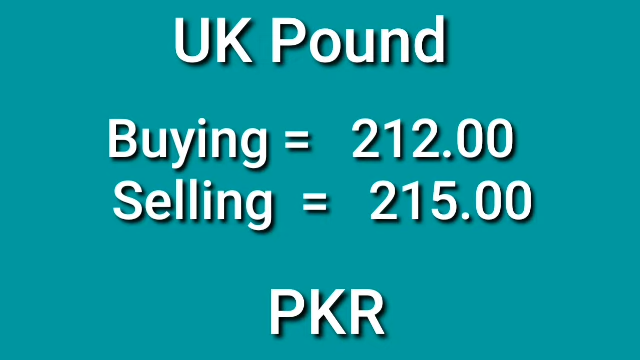 UK Pound
Buying = 212.00
Selling = 215.00
PKR